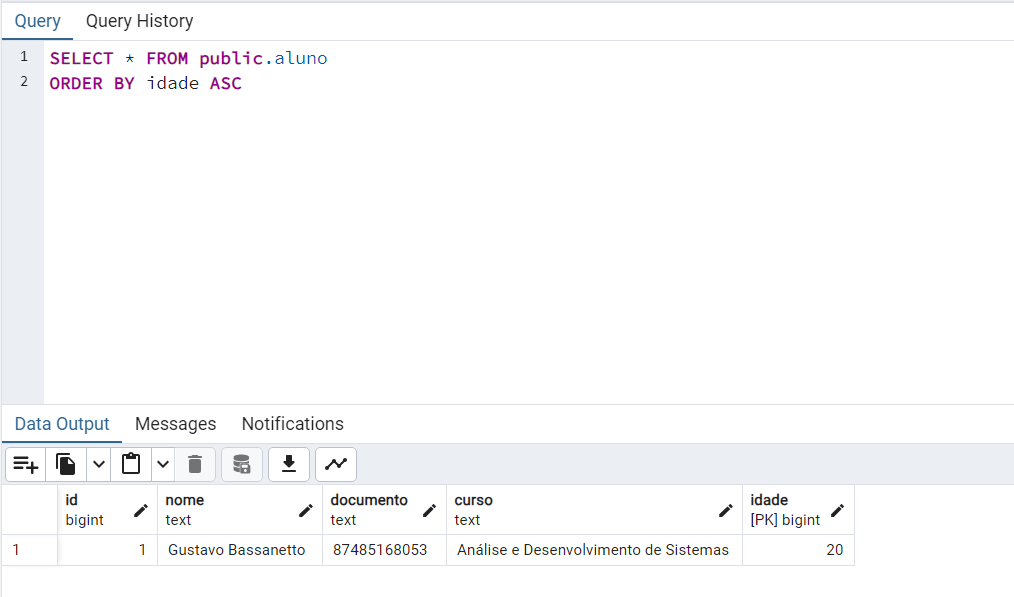 Query Query History
1 SELECT * FROM public.aluno
2 ORDER BY idade ASC
Data Output Messages Notifications
id nome documento curso idade
bigint text text text [PK] bigint
1 1 Gustavo Bassanetto 87485168053 Análise e Desenvolvimento de Sistemas 20